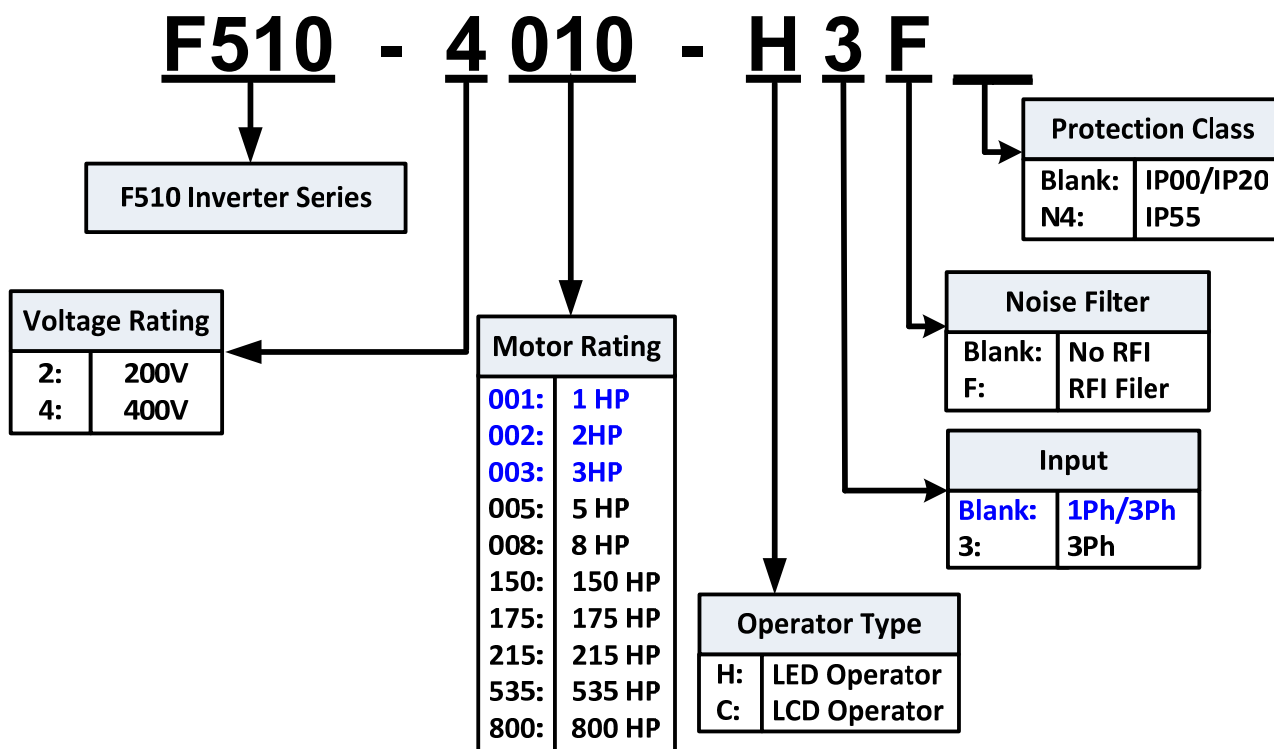 F510 - 4 010 - H 3 F
F510 Inverter Series
Voltage Rating
2: 200V
4: 400V
Motor Rating
001: 1 HP
002: 2HP
003: 3HP
005: 5 HP
008: 8 HP
150: 150 HP
175: 175 HP
215: 215 HP
535: 535 HP
800: 800 HP
Protection Class
Blank: IP00/IP20
N4: IP55
Noise Filter
Blank: No RFI
F: RFI Filer
Input
Blank: 1Ph/3Ph
3: 3Ph
Operator Type
H: LED Operator
C: LCD Operator